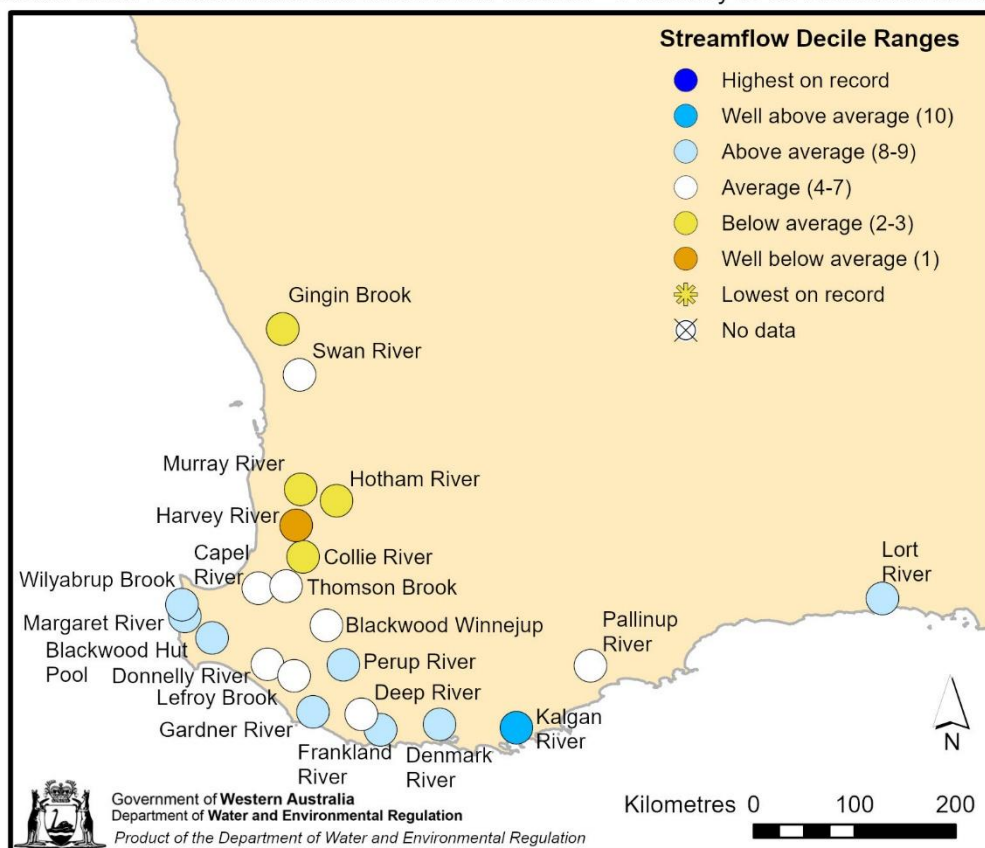 Streamflow Decile Ranges
Highest on record
Well above average (10)
Above average (8-9)
Average (4-7)
Below average (2-3)
Well below average (1)
Lowest on record
No data
Gingin Brook
Swan River
Murray River
Hotham River
Harvey River
Capel
River
Collie River
Thomson Brook
Wilyabrup Brook
Margaret River
Blackwood Hut
Pool
Blackwood Winnejup
Donnelly River
Perup River
Lefroy Brook
Deep River
Gardner River
Frankland
River
Denmark
River
Kalgan
River
Pallinup
River
Lort
River
N
Government of Western Australia
Department of Water and Environmental Regulation
Product of the Department of Water and Environmental Regulation
Kilometres 0 100 200